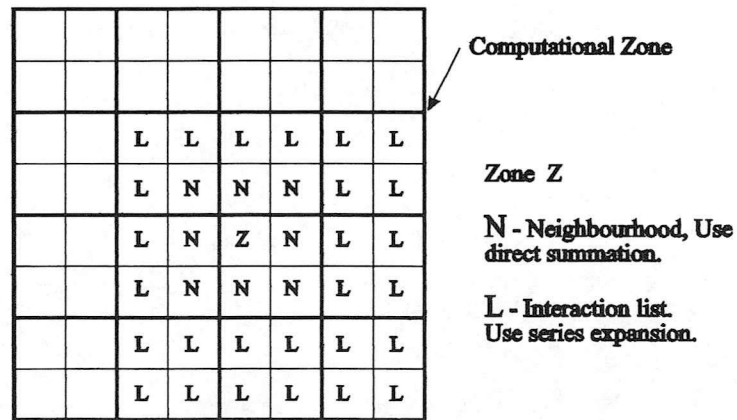 Computational Zone
L L L L L L
L N N N L L
Zone Z
L N Z N L L
N - Neighbourhood, Use
direct summation.
L N N N L L
L - Interaction list.
Use series expansion.
L L L L L L
L L L L L L